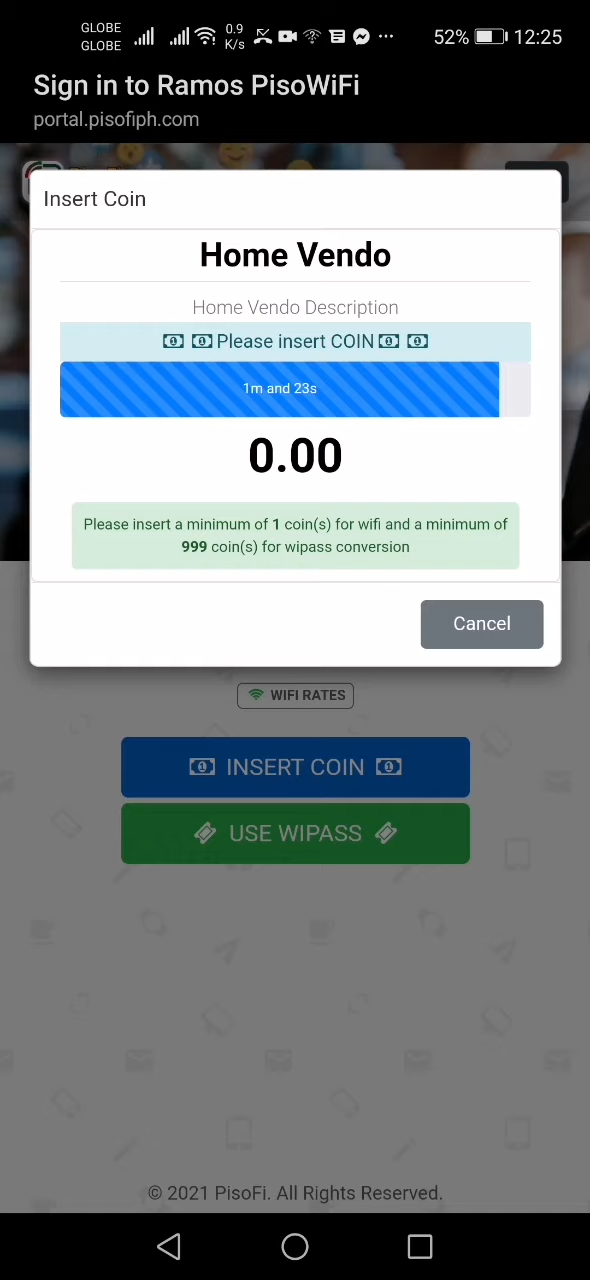 GLOBE
GLOBE
0.9
K/s
52%
12:25
Sign in to Ramos PisoWiFi
portal.pisofiph.com
Insert Coin
Home Vendo
Home Vendo Description
Please insert COIN
1m and 23s
0.00
Please insert a minimum of 1 coin(s) for wifi and a minimum of
999 coin(s) for wipass conversion
Cancel
WIFI RATES
INSERT COIN
USE WIPASS
© 2021 PisoFi. All Rights Reserved.